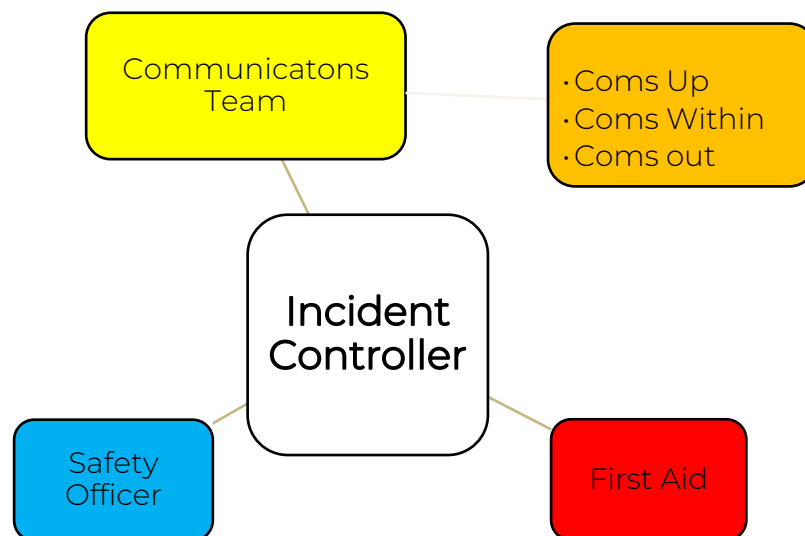 Communicatons
Team
· Coms Up
· Coms Within
· Coms out
Incident
Controller
Safety
Officer
First Aid